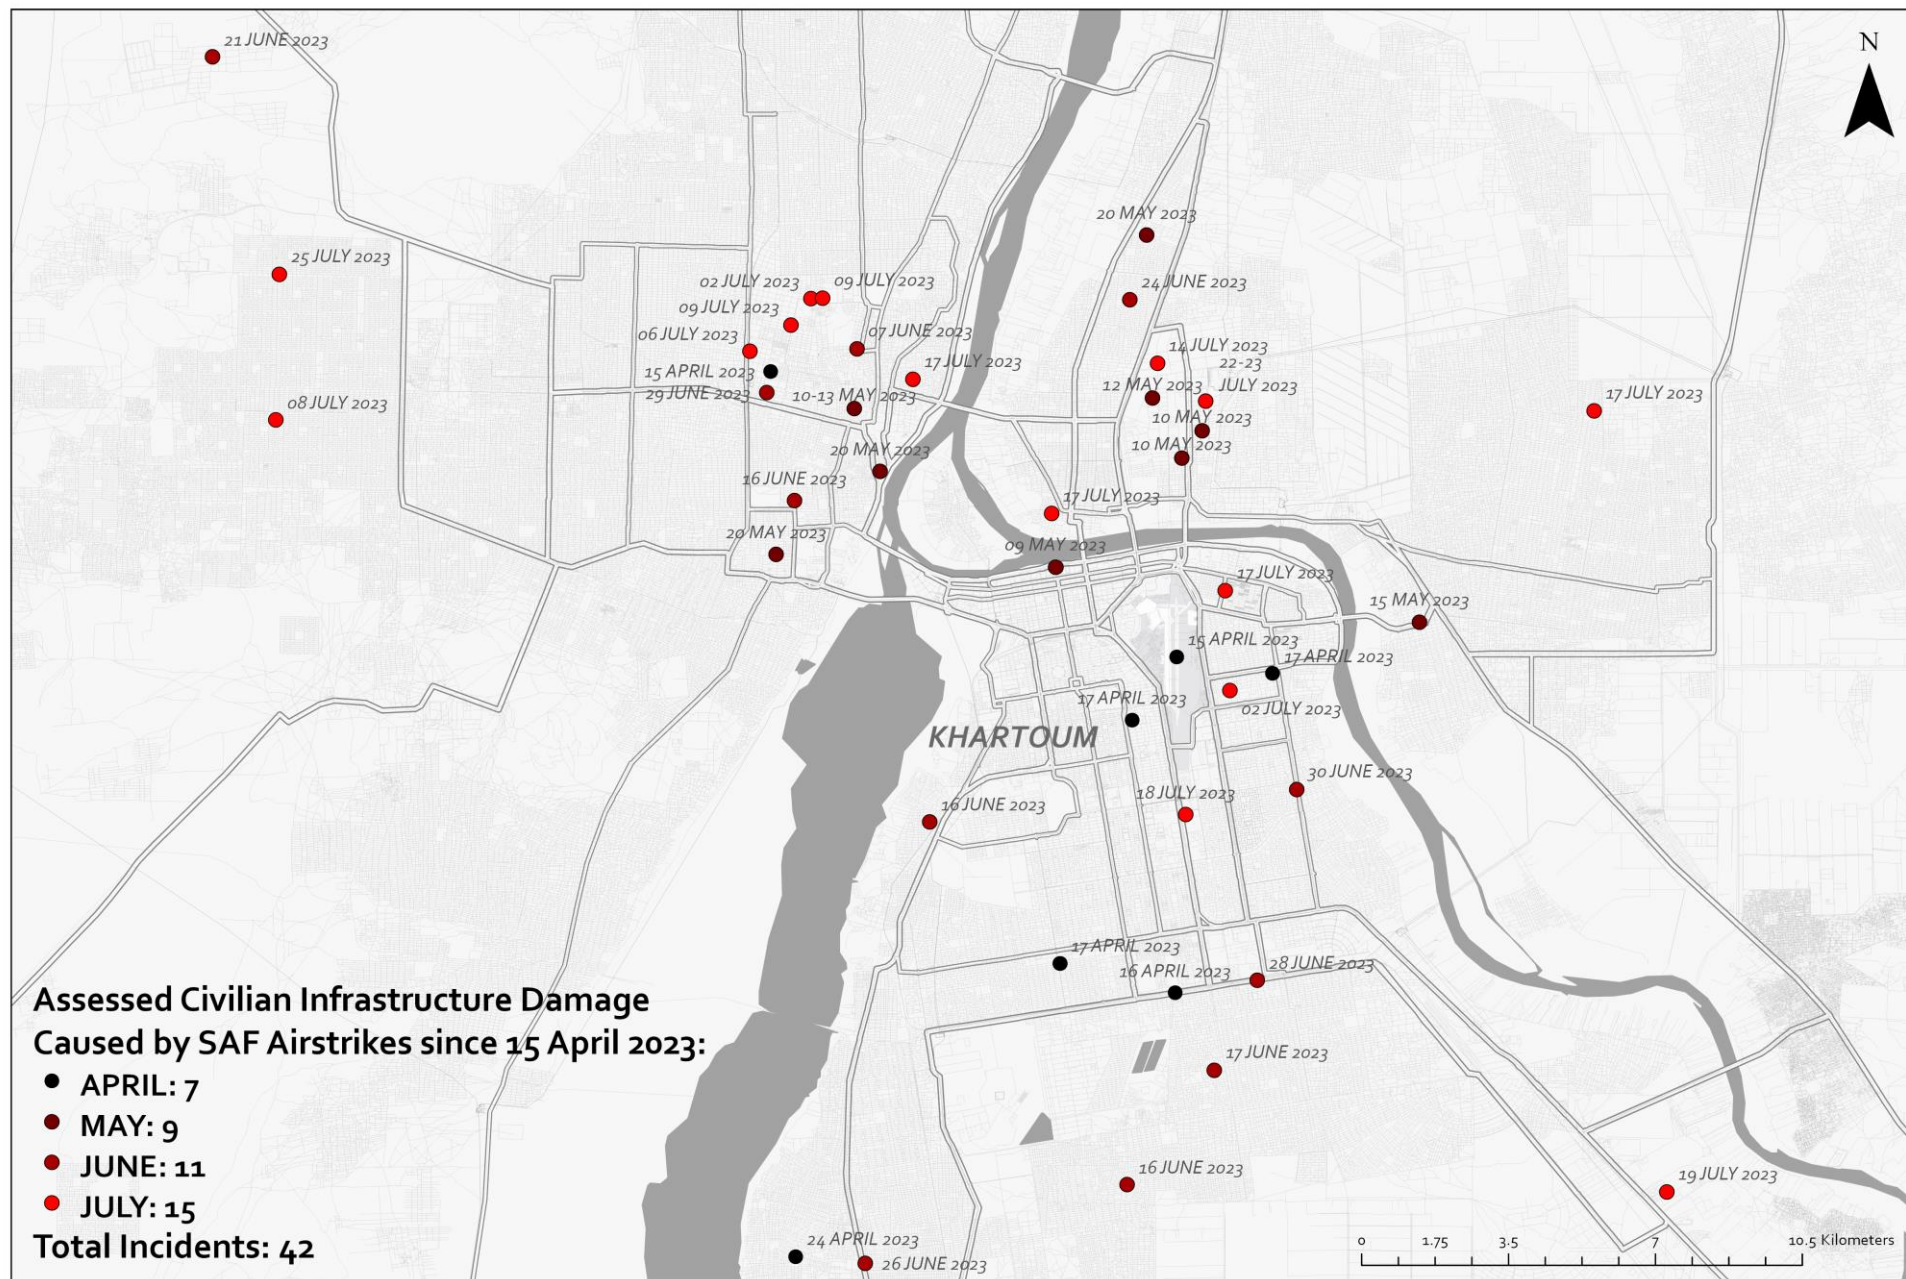 21 JUNE 2023
N
20 MAY 2023
25 JULY 2023
02 JULY 2023
09 JULY 2023
24 JUNE 2023
09 JULY 2023
06 JULY 2023
07 JUNE 2023
14 JULY 2023
17 JULY 2023
22-23
JULY 2023
15 APRIL 2023
12 MAY 2023
17 JULY 2023
29 JUNE 2023
10-13 MAY 2023
08 JULY 2023
10 MAY 2023
10 MAY 2023
20 MAY 2023
16 JUNE 2023
17 JULY 2023
20 MAY 2023
09 MAY 2023
17 JULY 2023
15 MAY 2023
15 APRIL 2023
17 APRIL 2023
17 APRIL 2023
02 JULY 2023
KHARTOUM
30 JUNE 2023
18 JULY 2023
16 JUNE 2023
17 APRIL 2023
16 APRIL 2023
28 JUNE 2023
17 JUNE 2023
16 JUNE 2023
19 JULY 2023
24 APRIL 2023
26 JUNE 2023
Assessed Civilian Infrastructure Damage
Caused by SAF Airstrikes since 15 April 2023:
APRIL: 7
MAY: 9
JUNE: 11
JULY: 15
Total Incidents: 42
0 1.75 3.5 7 10.5 Kilometers